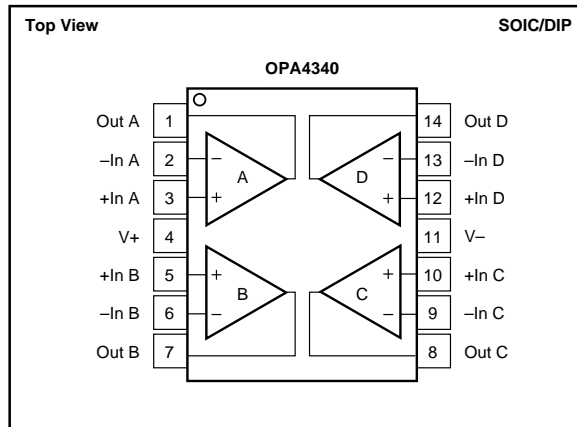 Top View SOIC/DIP
OPA4340
Out A 1 14 Out D
–In A 2 – – 13 –In D
A D
+In A 3 + + 12 +In D
V+ 4 11 V–
+In B 5 + + 10 +In C
B C
–In B 6 – – 9 –In C
Out B 7 8 Out C